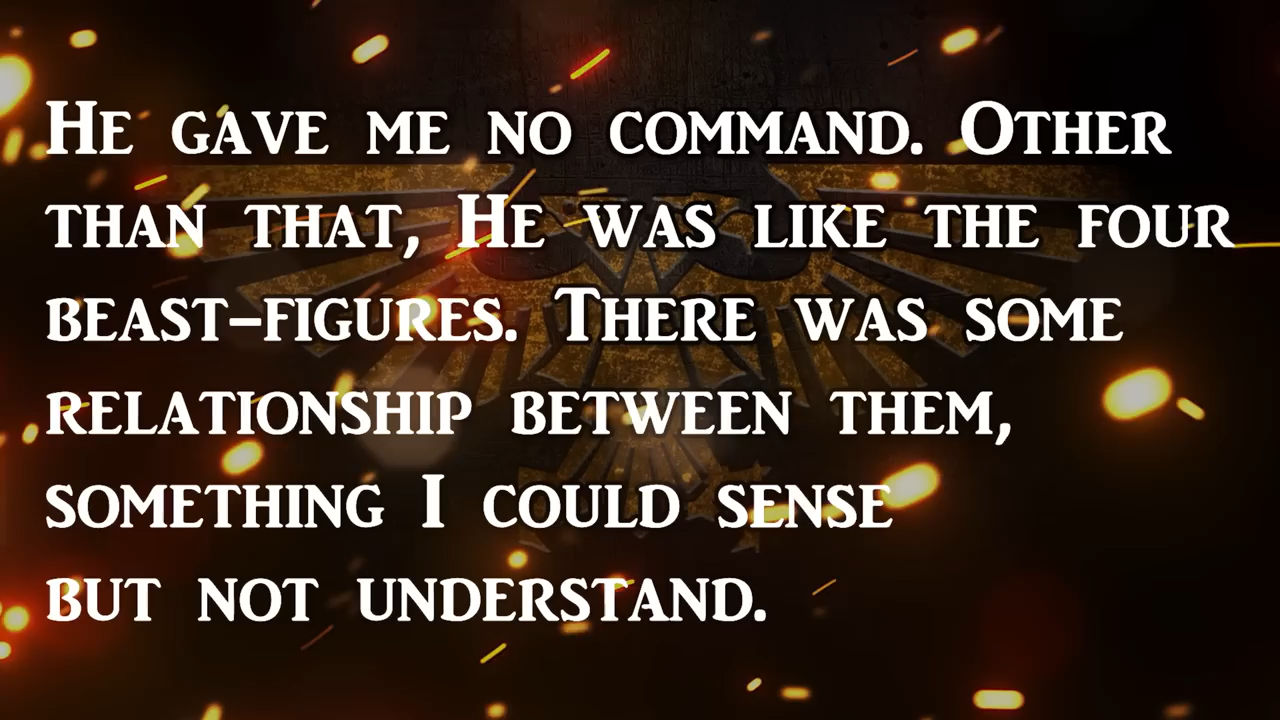 He gave me no command. Other
than that, He was like the four
beast-figures. There was some
relationship between them,
something I could sense
but not understand.